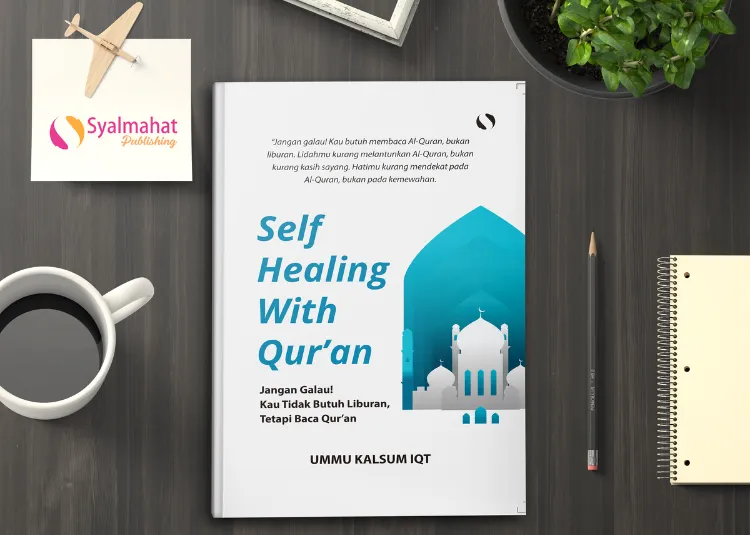 Syalmahat
Publishing
"Jangan galau! Kau butuh membaca Al-Quran, bukan
liburan. Lidahmu kurang melantunkan Al-Quran, bukan
kurang kasih sayang. Hatimu kurang mendekat pada
Al-Quran, bukan pada kemewahan.
Self
Healing
With
Qur’an
Jangan Galau!
Kau Tidak Butuh Liburan,
Tetapi Baca Qur’an
UMMU KALSUM IQT